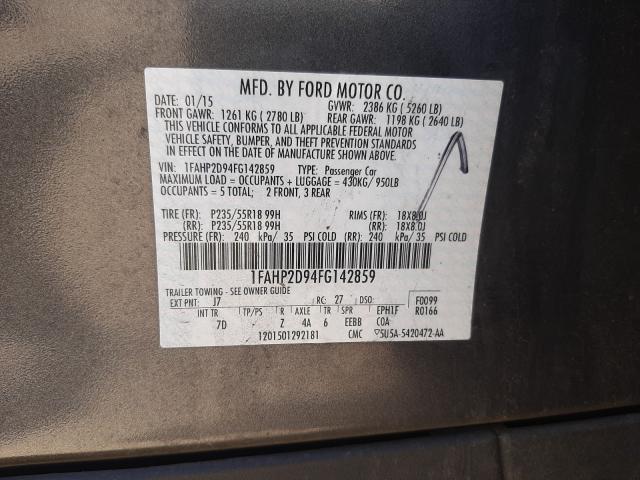 MFD. BY FORD MOTOR CO.
DATE: 01/15 GVWR: 2386 KG ( 5260 LB)
FRONT GAWR: 1261 KG ( 2780 LB) REAR GAWR: 1198 KG ( 2640 LB)
THIS VEHICLE CONFORMS TO ALL APPLICABLE FEDERAL MOTOR
VEHICLE SAFETY, BUMPER, AND THEFT PREVENTION STANDARDS
IN EFFECT ON THE DATE OF MANUFACTURE SHOWN ABOVE.
VIN: 1FAHP2D94FG142859 TYPE: Passenger Car
MAXIMUM LOAD = OCCUPANTS + LUGGAGE = 430KG/ 950LB
OCCUPANTS = 5 TOTAL; 2 FRONT, 3 REAR
TIRE (FR): P235/55R18 99H RIMS (FR): 18X8.0J
(RR): P235/55R18 99H (RR): 18X8.0J
PRESSURE (FR): 240 kPa/ 35 PSI COLD (RR): 240 kPa/ 35 PSI COLD
1FAHP2D94FG142859
TRAILER TOWING - SEE OWNER GUIDE
EXT PNT: J7 RC: 27 DSO: F0099
INT TR TP/PS R AXLE TR SPR EPH1F R0166
7D Z 4A 6 EEBB COA
1201501292181 CMC 5U5A-5420472-AA